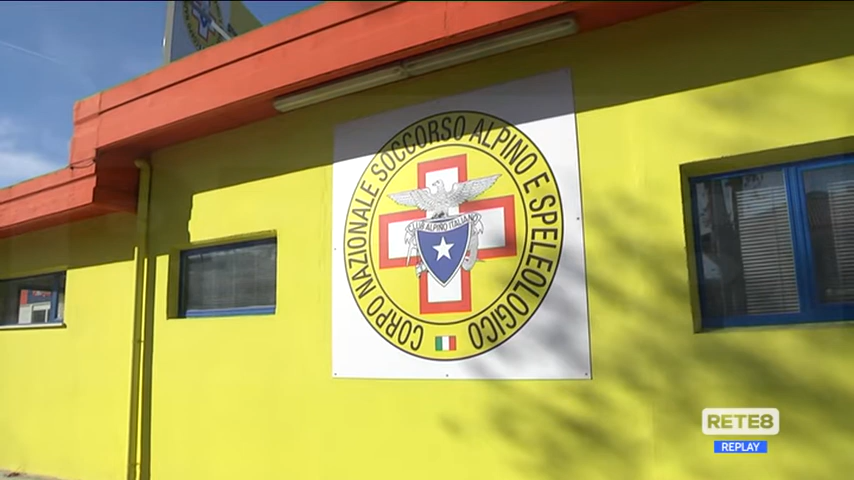 CORPO NAZIONALE SOCCORSO ALPINO E SPELEOLOGICO
CLUB ALPINO ITALIANO
RETE8
REPLAY